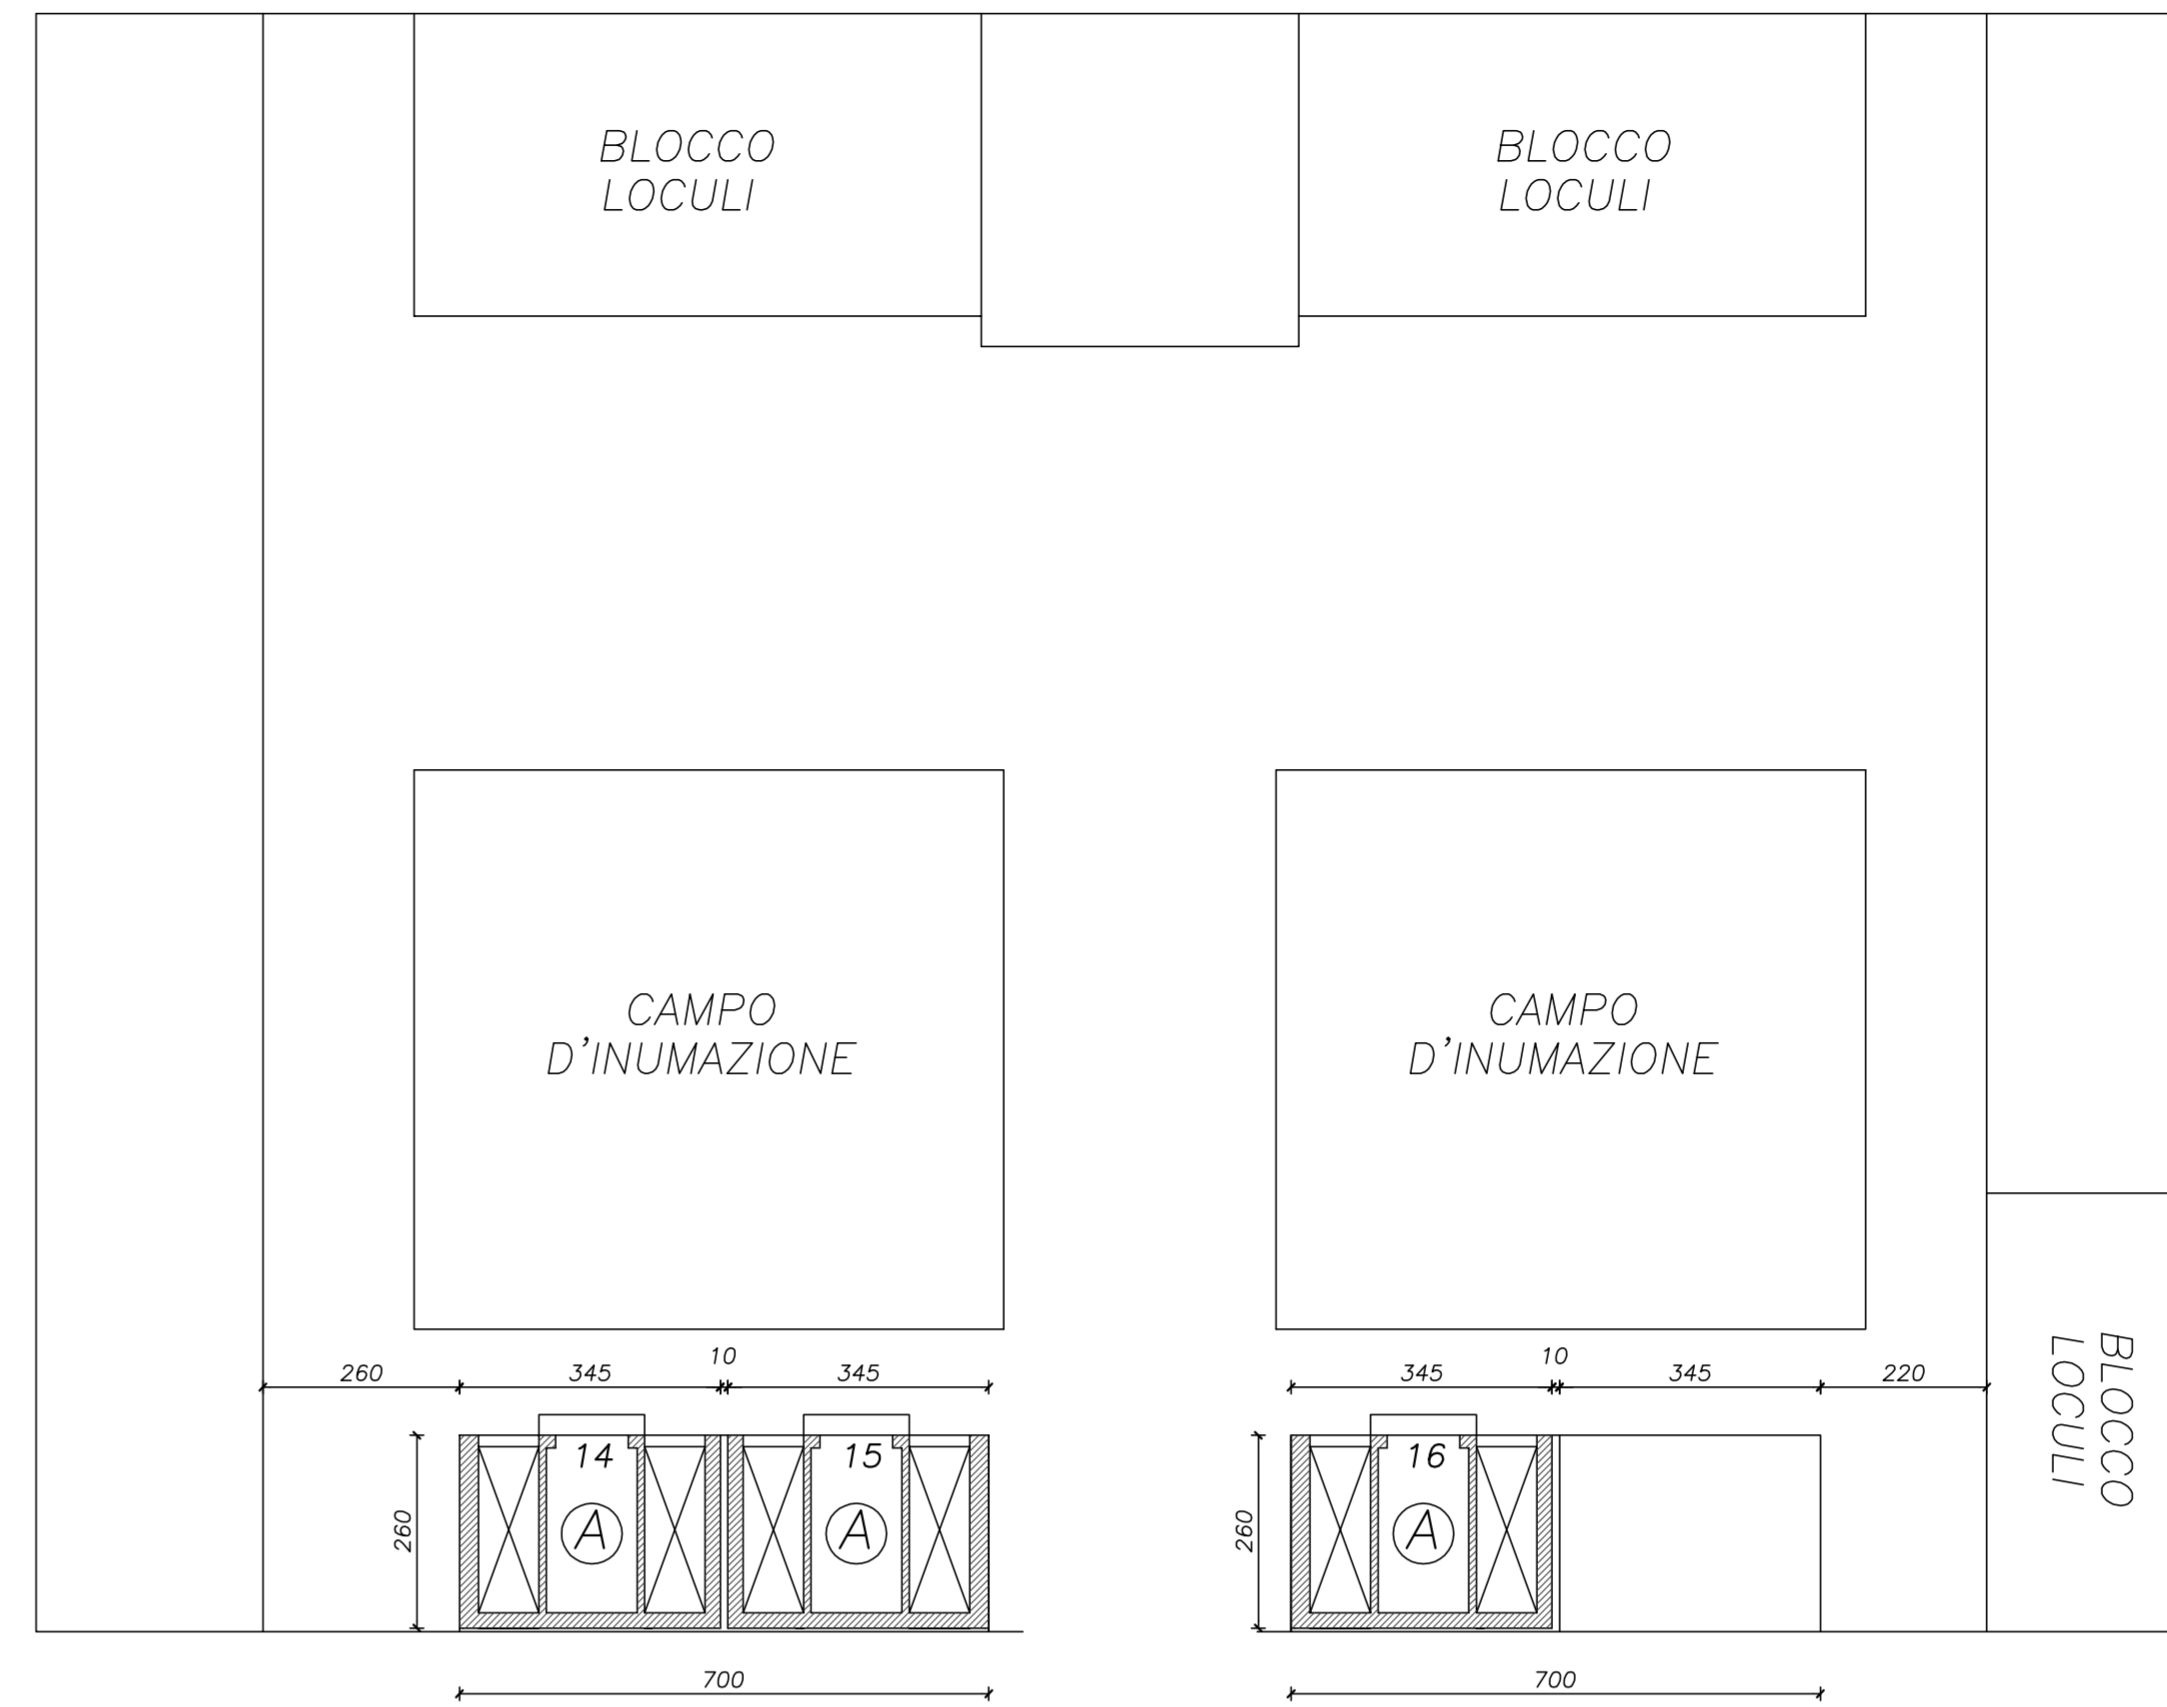 BLOCCO
LOCULI
BLOCCO
LOCULI
CAMPO
D'INUMAZIONE
CAMPO
D'INUMAZIONE
BLOCCO
LOCULI
260
345
10
345
345
10
345
220
260
14
A
15
A
260
16
A
700
700